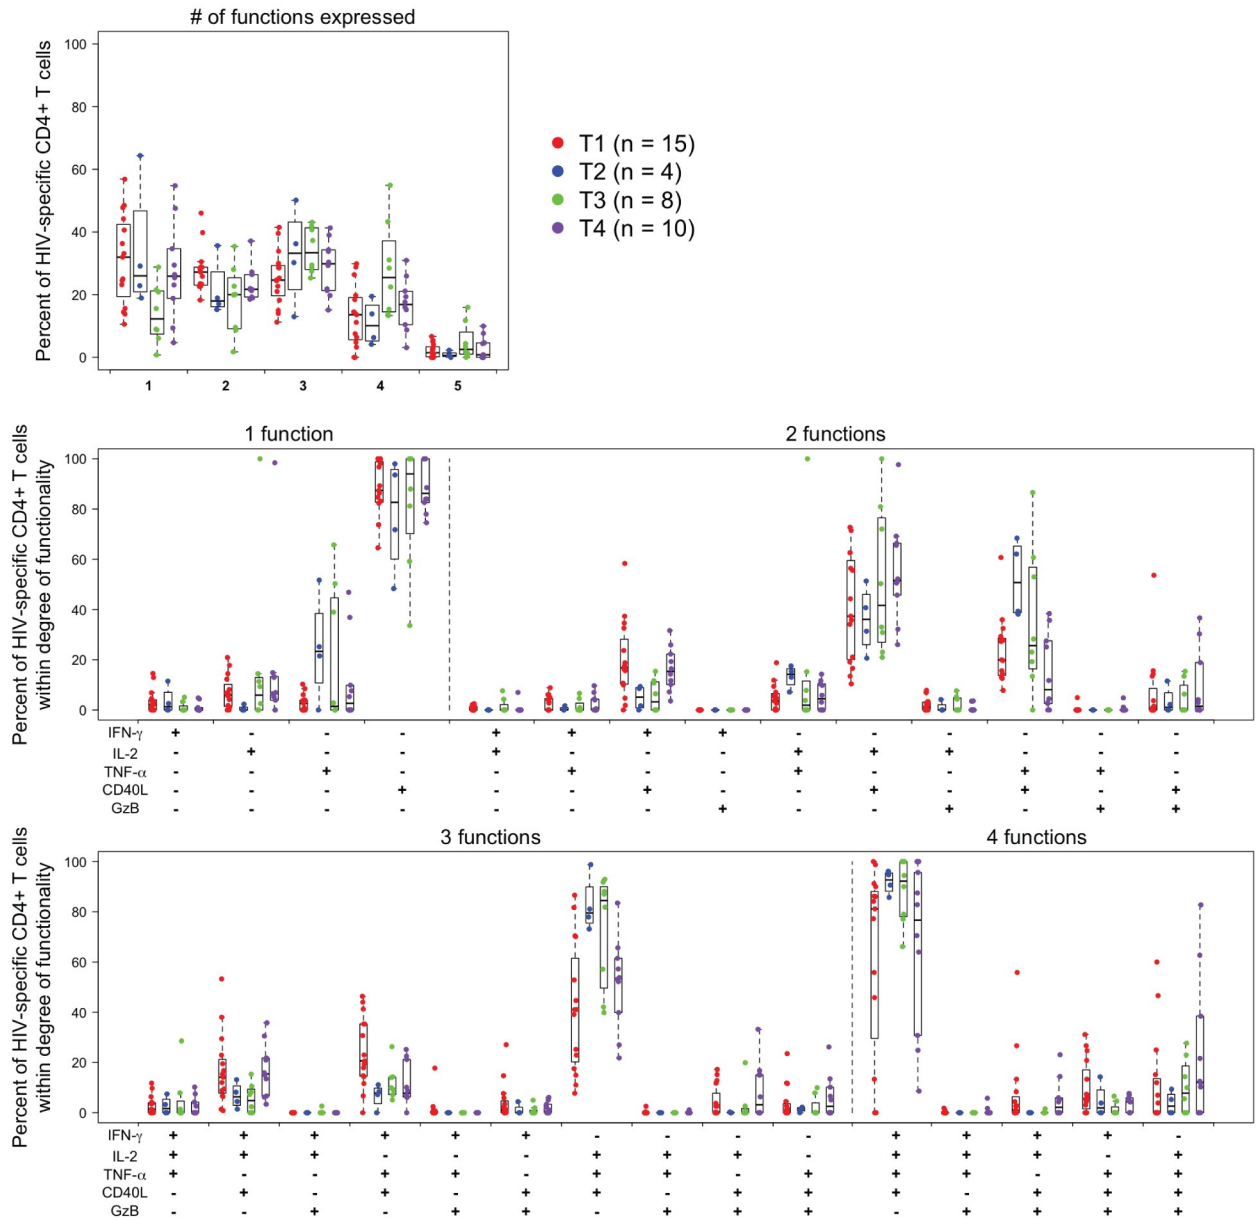 # of functions expressed
Percent of HIV-specific CD4+ T cells
100
80
60
40
20
0
1 2 3 4 5
T1 (n = 15)
T2 (n = 4)
T3 (n = 8)
T4 (n = 10)
1 function
2 functions
Percent of HIV-specific CD4+ T cells
within degree of functionality
100
80
60
40
20
0
IFN-γ + - - - + + + + - - - - - -
IL-2 - + - - + - - - + + + - - -
TNF-α - - + - - + - - + - - + + -
CD40L - - - + - - + - - + - + - +
GzB - - - - - - - + - - + - + +
3 functions
4 functions
Percent of HIV-specific CD4+ T cells
within degree of functionality
100
80
60
40
20
0
IFN-γ + + + + + + - - - - + + + + -
IL-2 + + + - - - + + + - + + + - +
TNF-α + - - + + - + + - + + + - + +
CD40L - + - + - + + - + + + - + + +
GzB - - + - + + - + + + - + + + +